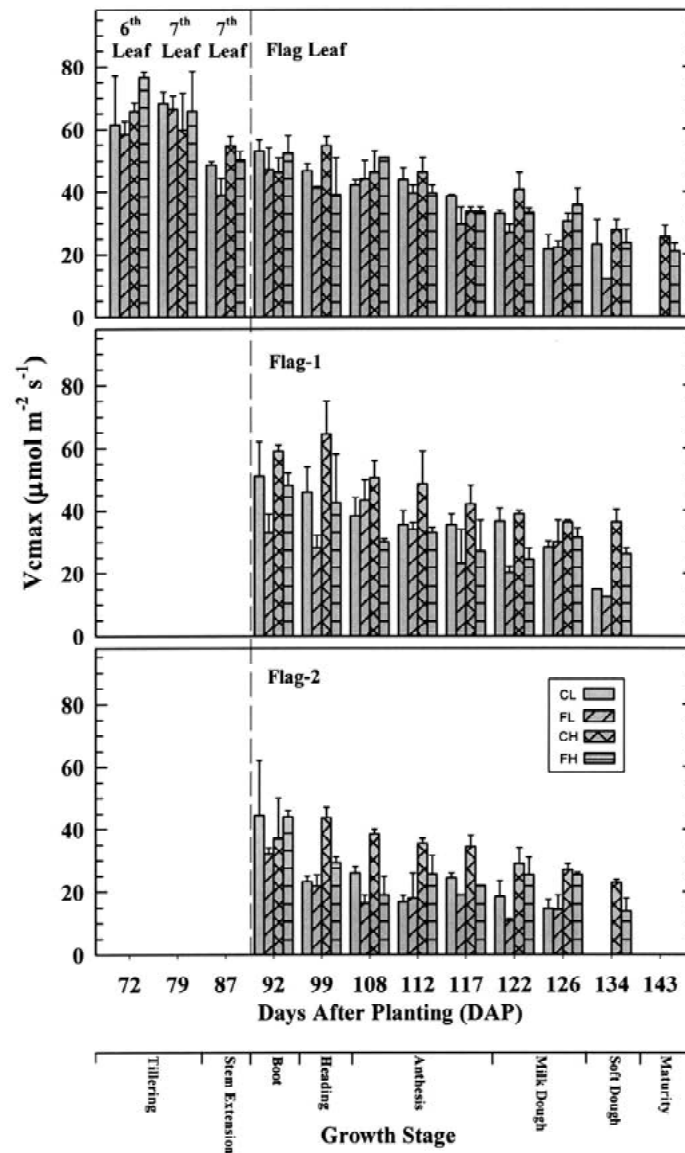 6th 7th 7th
Leaf Leaf Leaf Flag Leaf
80
60
40
20
0
Flag-1
80
60
40
20
0
Flag-2
80
60
40
20
0
Vcmax (μmol m-2 s-1)
CL
FL
CH
FH
72 79 87 92 99 108 112 117 122 126 134 143
Days After Planting (DAP)
Tillering
Stem Extension
Boot
Heading
Anthesis
Milk Dough
Soft Dough
Maturity
Growth Stage